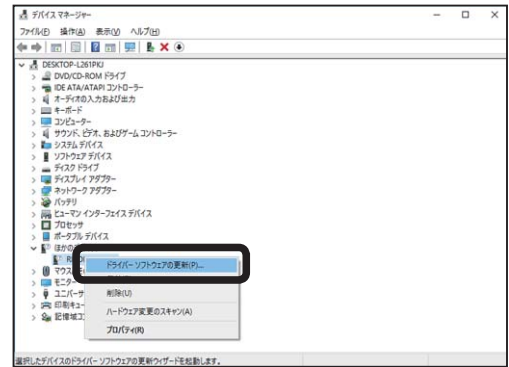 デバイス マネージャー
ファイル(F) 操作(A) 表示(V) ヘルプ(H)
DESKTOP-L261PKJ
DVD/CD-ROM ドライブ
IDE ATA/ATAPI コントローラー
オーディオの入力および出力
キーボード
コンピューター
サウンド、ビデオ、およびゲーム コントローラー
システム デバイス
ソフトウェア デバイス
ディスク ドライブ
ディスプレイ アダプター
ネットワーク アダプター
バッテリ
ヒューマン インターフェイス デバイス
プロセッサ
ポータブル デバイス
ほかの
ドライバー ソフトウェアの更新(P)...
マウス
モニター
削除(U)
ユニバーサ
印刷キュー
ハードウェア変更のスキャン(A)
記憶域コ
プロパティ(R)
選択したデバイスのドライバー ソフトウェアの更新ウィザードを起動します。